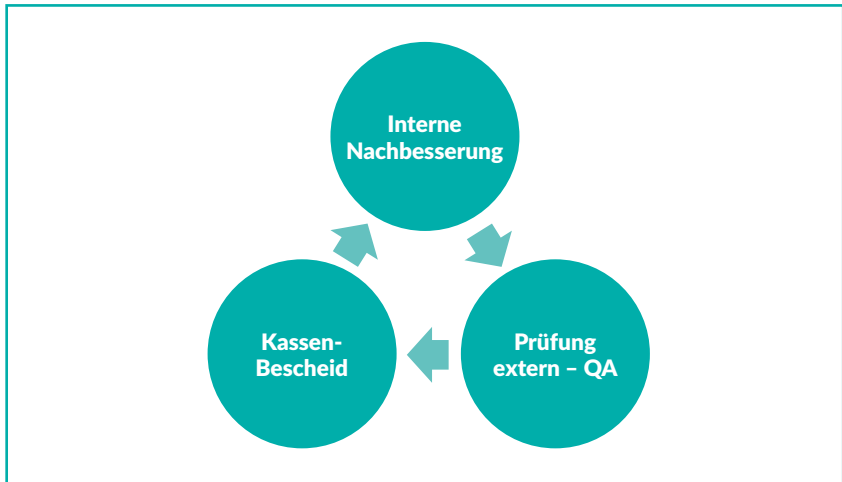 Interne
Nachbesserung
Kassen-
Bescheid
Prüfung
extern – QA